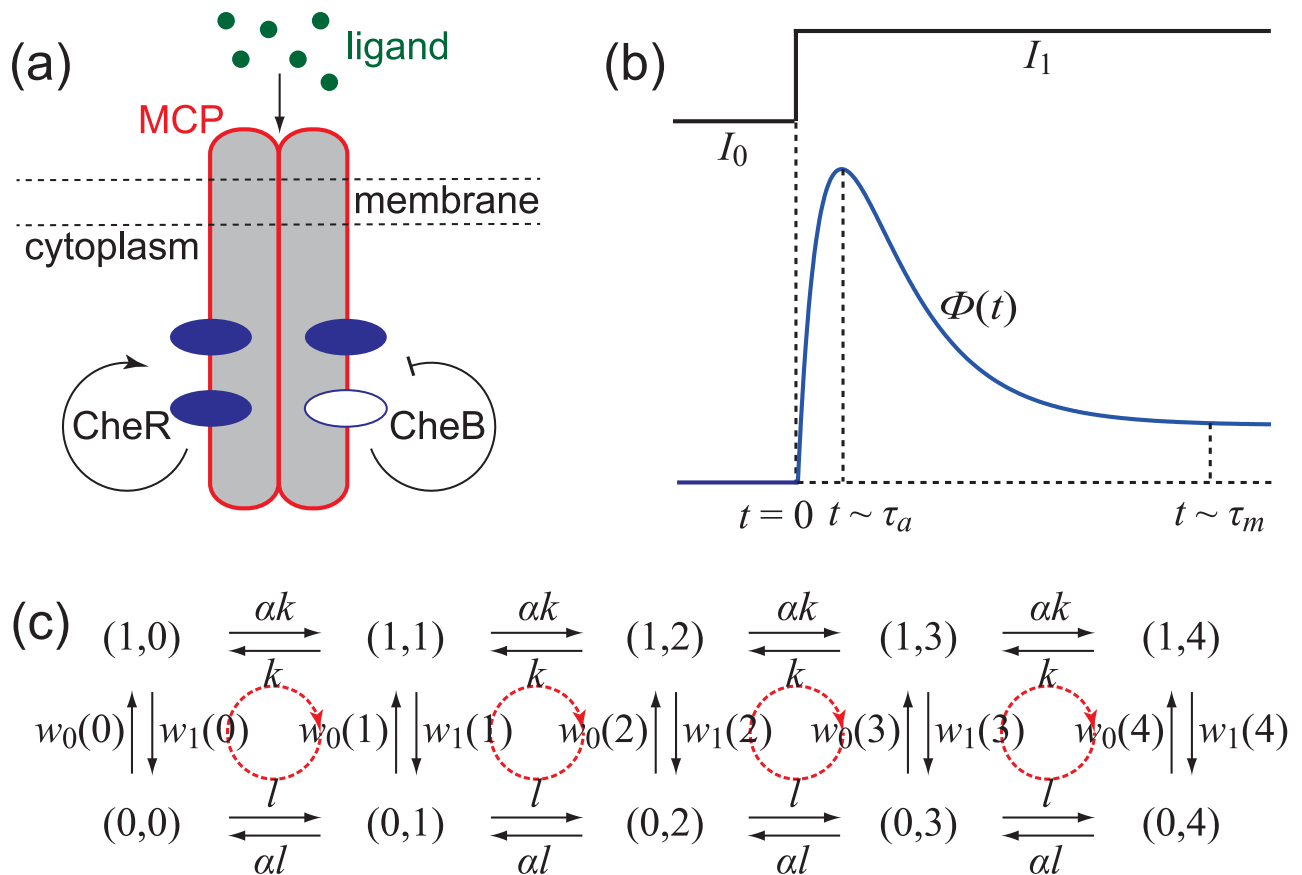 (a)
ligand
MCP
membrane
cytoplasm
CheR
CheB
(b)
I₀
I₁
Φ(t)
t = 0
t ~ τₐ
t ~ τₘ
(c)
αk αk αk αk
(1,0) (1,1) (1,2) (1,3) (1,4)
k k k k
w₀(0) w₁(0) w₀(1) w₁(1) w₀(2) w₁(2) w₀(3) w₁(3) w₀(4) w₁(4)
l l l l
(0,0) (0,1) (0,2) (0,3) (0,4)
αl αl αl αl